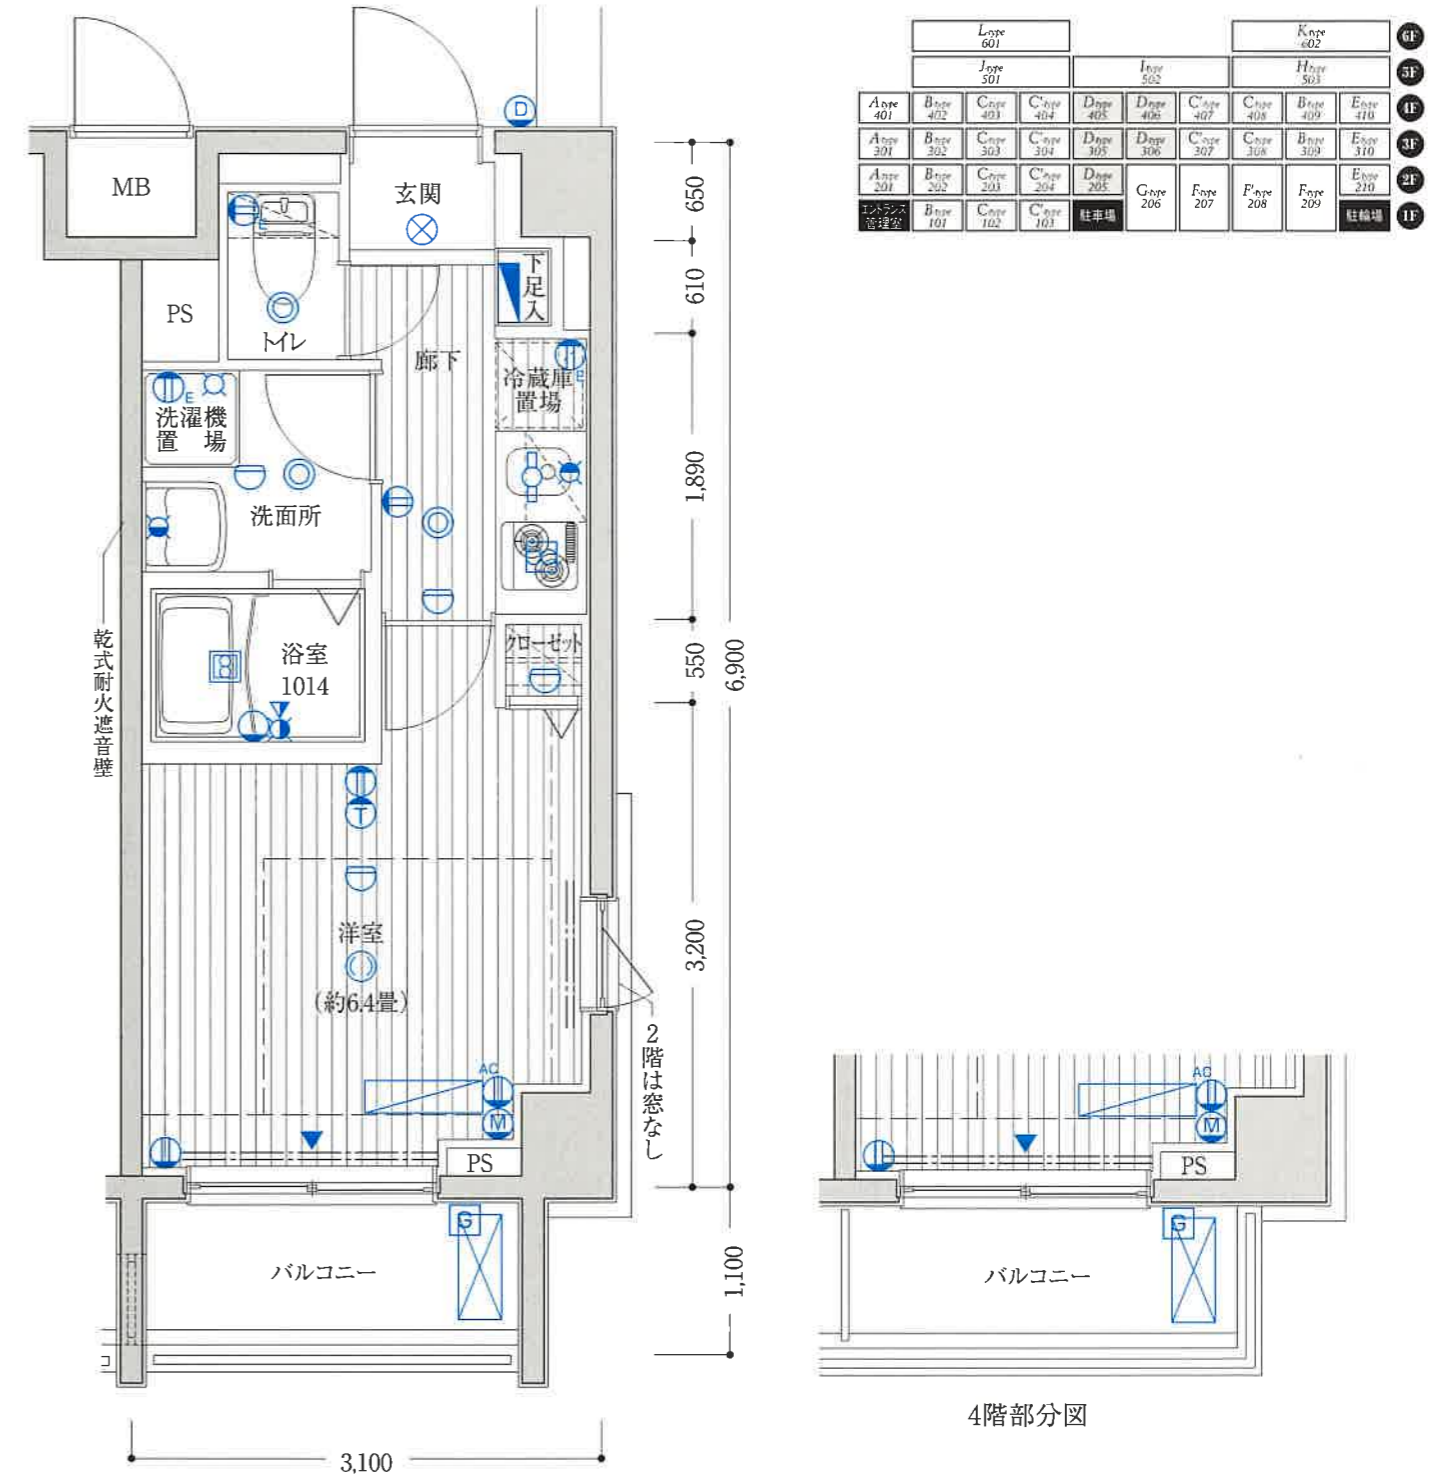 L-type
601
K-type
602
6F
J-type
501
I-type
502
H-type
503
5F
A-type
401
B-type
402
C-type
403
C'-type
404
D-type
405
D-type
406
C'-type
407
C-type
408
B-type
409
E-type
410
4F
A-type
301
B-type
302
C-type
303
C'-type
304
D-type
305
D-type
306
C'-type
307
C-type
308
B-type
309
E-type
310
3F
A-type
201
B-type
202
C-type
203
C'-type
204
D-type
205
G-type
206
F-type
207
F'-type
208
F-type
209
E-type
210
2F
エントランス
管理室
B-type
101
C-type
102
C'-type
103
駐車場
駐輪場
1F
D
MB
玄関
E
下足入
PS
トイレ
廊下
冷蔵庫
置場
E
E
洗濯機
置 場
洗面所
乾式耐火遮音壁
クローゼット
浴室
1014
T
洋室
(約6.4畳)
2階は窓なし
AC
M
PS
G
バルコニー
650
610
1,890
550
3,200
6,900
1,100
3,100
AC
M
PS
G
バルコニー
4階部分図